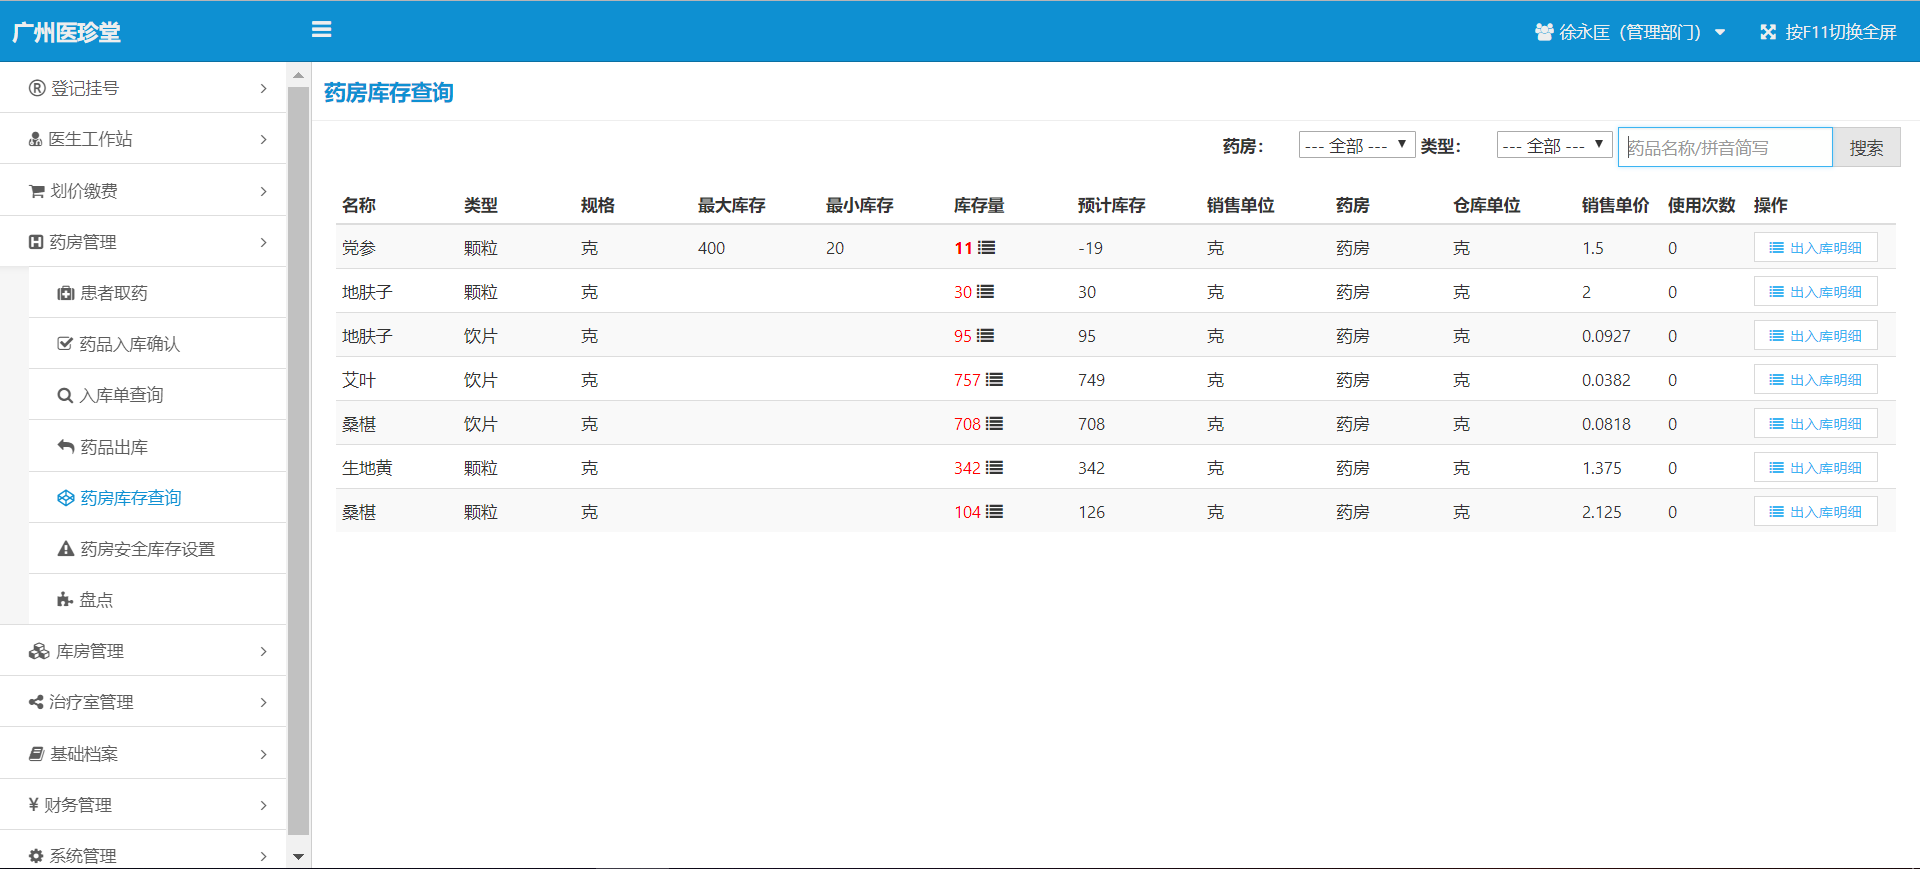 广州医珍堂
徐永匡（管理部门）
按F11切换全屏
登记挂号
医生工作站
划价缴费
药房管理
患者取药
药品入库确认
入库单查询
药品出库
药房库存查询
药房安全库存设置
盘点
库房管理
治疗室管理
基础档案
¥ 财务管理
系统管理
药房库存查询
药房： --- 全部 --- 类型： --- 全部 --- 药品名称/拼音简写 搜索
名称 类型 规格 最大库存 最小库存 库存量 预计库存 销售单位 药房 仓库单位 销售单价 使用次数 操作
党参 颗粒 克 400 20 11 -19 克 药房 克 1.5 0 出入库明细
地肤子 颗粒 克 30 30 克 药房 克 2 0 出入库明细
地肤子 饮片 克 95 95 克 药房 克 0.0927 0 出入库明细
艾叶 饮片 克 757 749 克 药房 克 0.0382 0 出入库明细
桑椹 饮片 克 708 708 克 药房 克 0.0818 0 出入库明细
生地黄 颗粒 克 342 342 克 药房 克 1.375 0 出入库明细
桑椹 颗粒 克 104 126 克 药房 克 2.125 0 出入库明细